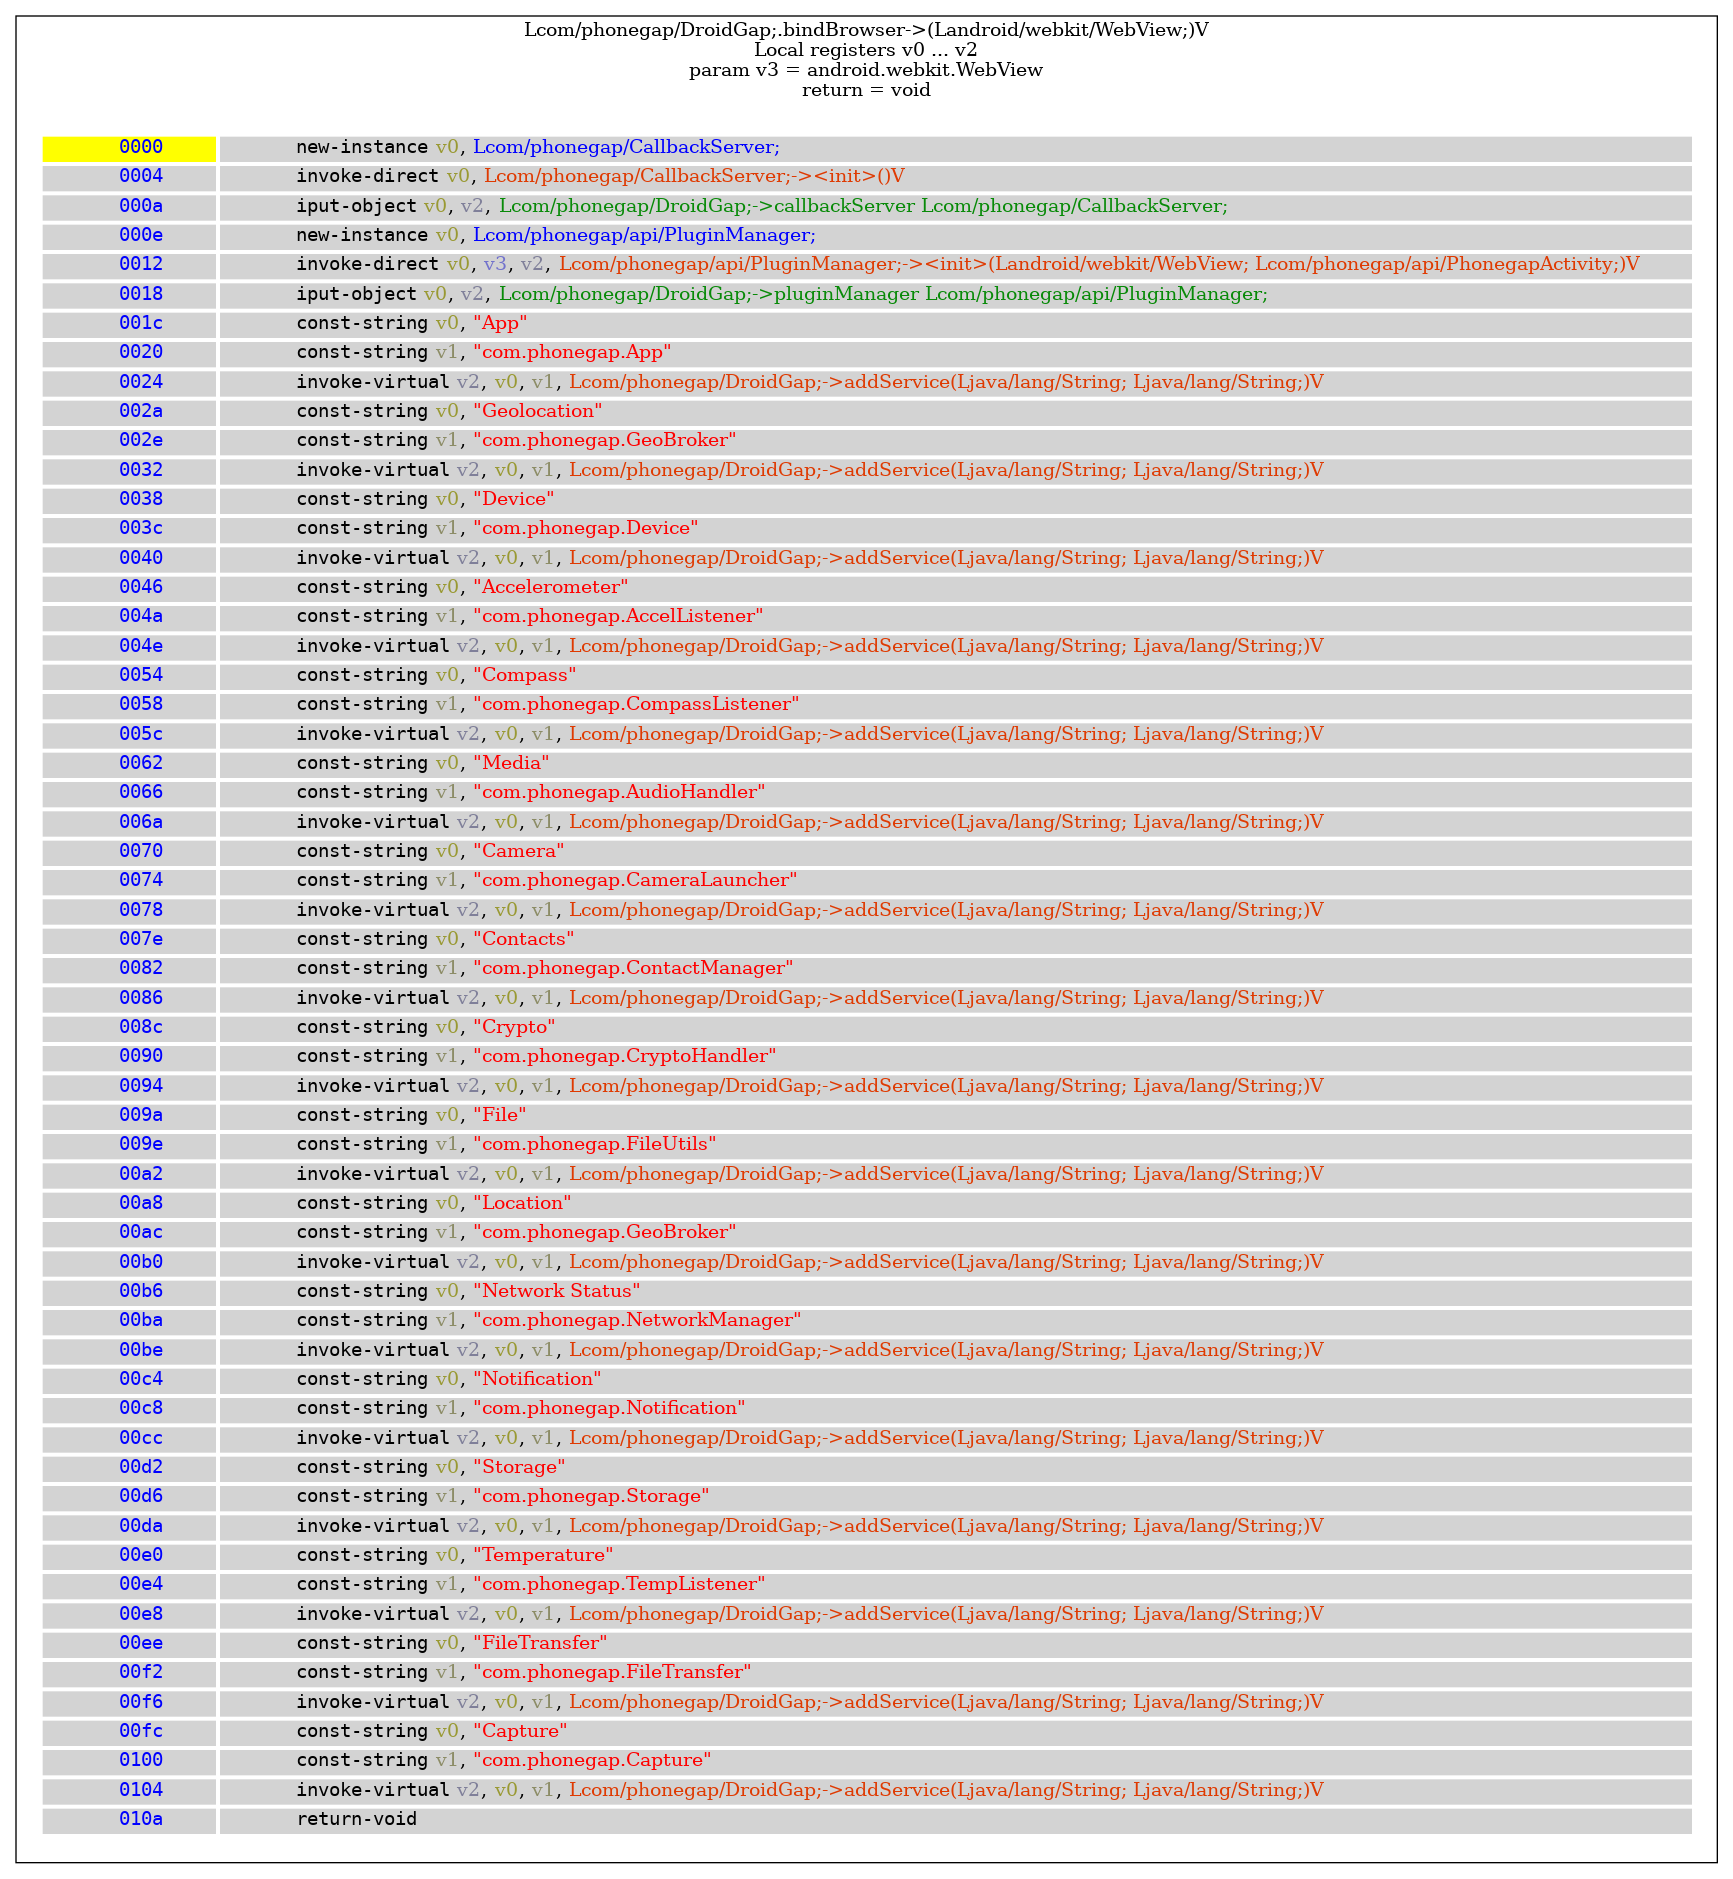 Lcom/phonegap/DroidGap;.bindBrowser->(Landroid/webkit/WebView;)V
Local registers v0 ... v2
param v3 = android.webkit.WebView
return = void
0000 new-instance v0, Lcom/phonegap/CallbackServer;
0004 invoke-direct v0, Lcom/phonegap/CallbackServer;-><init>()V
000a iput-object v0, v2, Lcom/phonegap/DroidGap;->callbackServer Lcom/phonegap/CallbackServer;
000e new-instance v0, Lcom/phonegap/api/PluginManager;
0012 invoke-direct v0, v3, v2, Lcom/phonegap/api/PluginManager;-><init>(Landroid/webkit/WebView; Lcom/phonegap/api/PhonegapActivity;)V
0018 iput-object v0, v2, Lcom/phonegap/DroidGap;->pluginManager Lcom/phonegap/api/PluginManager;
001c const-string v0, "App"
0020 const-string v1, "com.phonegap.App"
0024 invoke-virtual v2, v0, v1, Lcom/phonegap/DroidGap;->addService(Ljava/lang/String; Ljava/lang/String;)V
002a const-string v0, "Geolocation"
002e const-string v1, "com.phonegap.GeoBroker"
0032 invoke-virtual v2, v0, v1, Lcom/phonegap/DroidGap;->addService(Ljava/lang/String; Ljava/lang/String;)V
0038 const-string v0, "Device"
003c const-string v1, "com.phonegap.Device"
0040 invoke-virtual v2, v0, v1, Lcom/phonegap/DroidGap;->addService(Ljava/lang/String; Ljava/lang/String;)V
0046 const-string v0, "Accelerometer"
004a const-string v1, "com.phonegap.AccelListener"
004e invoke-virtual v2, v0, v1, Lcom/phonegap/DroidGap;->addService(Ljava/lang/String; Ljava/lang/String;)V
0054 const-string v0, "Compass"
0058 const-string v1, "com.phonegap.CompassListener"
005c invoke-virtual v2, v0, v1, Lcom/phonegap/DroidGap;->addService(Ljava/lang/String; Ljava/lang/String;)V
0062 const-string v0, "Media"
0066 const-string v1, "com.phonegap.AudioHandler"
006a invoke-virtual v2, v0, v1, Lcom/phonegap/DroidGap;->addService(Ljava/lang/String; Ljava/lang/String;)V
0070 const-string v0, "Camera"
0074 const-string v1, "com.phonegap.CameraLauncher"
0078 invoke-virtual v2, v0, v1, Lcom/phonegap/DroidGap;->addService(Ljava/lang/String; Ljava/lang/String;)V
007e const-string v0, "Contacts"
0082 const-string v1, "com.phonegap.ContactManager"
0086 invoke-virtual v2, v0, v1, Lcom/phonegap/DroidGap;->addService(Ljava/lang/String; Ljava/lang/String;)V
008c const-string v0, "Crypto"
0090 const-string v1, "com.phonegap.CryptoHandler"
0094 invoke-virtual v2, v0, v1, Lcom/phonegap/DroidGap;->addService(Ljava/lang/String; Ljava/lang/String;)V
009a const-string v0, "File"
009e const-string v1, "com.phonegap.FileUtils"
00a2 invoke-virtual v2, v0, v1, Lcom/phonegap/DroidGap;->addService(Ljava/lang/String; Ljava/lang/String;)V
00a8 const-string v0, "Location"
00ac const-string v1, "com.phonegap.GeoBroker"
00b0 invoke-virtual v2, v0, v1, Lcom/phonegap/DroidGap;->addService(Ljava/lang/String; Ljava/lang/String;)V
00b6 const-string v0, "Network Status"
00ba const-string v1, "com.phonegap.NetworkManager"
00be invoke-virtual v2, v0, v1, Lcom/phonegap/DroidGap;->addService(Ljava/lang/String; Ljava/lang/String;)V
00c4 const-string v0, "Notification"
00c8 const-string v1, "com.phonegap.Notification"
00cc invoke-virtual v2, v0, v1, Lcom/phonegap/DroidGap;->addService(Ljava/lang/String; Ljava/lang/String;)V
00d2 const-string v0, "Storage"
00d6 const-string v1, "com.phonegap.Storage"
00da invoke-virtual v2, v0, v1, Lcom/phonegap/DroidGap;->addService(Ljava/lang/String; Ljava/lang/String;)V
00e0 const-string v0, "Temperature"
00e4 const-string v1, "com.phonegap.TempListener"
00e8 invoke-virtual v2, v0, v1, Lcom/phonegap/DroidGap;->addService(Ljava/lang/String; Ljava/lang/String;)V
00ee const-string v0, "FileTransfer"
00f2 const-string v1, "com.phonegap.FileTransfer"
00f6 invoke-virtual v2, v0, v1, Lcom/phonegap/DroidGap;->addService(Ljava/lang/String; Ljava/lang/String;)V
00fc const-string v0, "Capture"
0100 const-string v1, "com.phonegap.Capture"
0104 invoke-virtual v2, v0, v1, Lcom/phonegap/DroidGap;->addService(Ljava/lang/String; Ljava/lang/String;)V
010a return-void